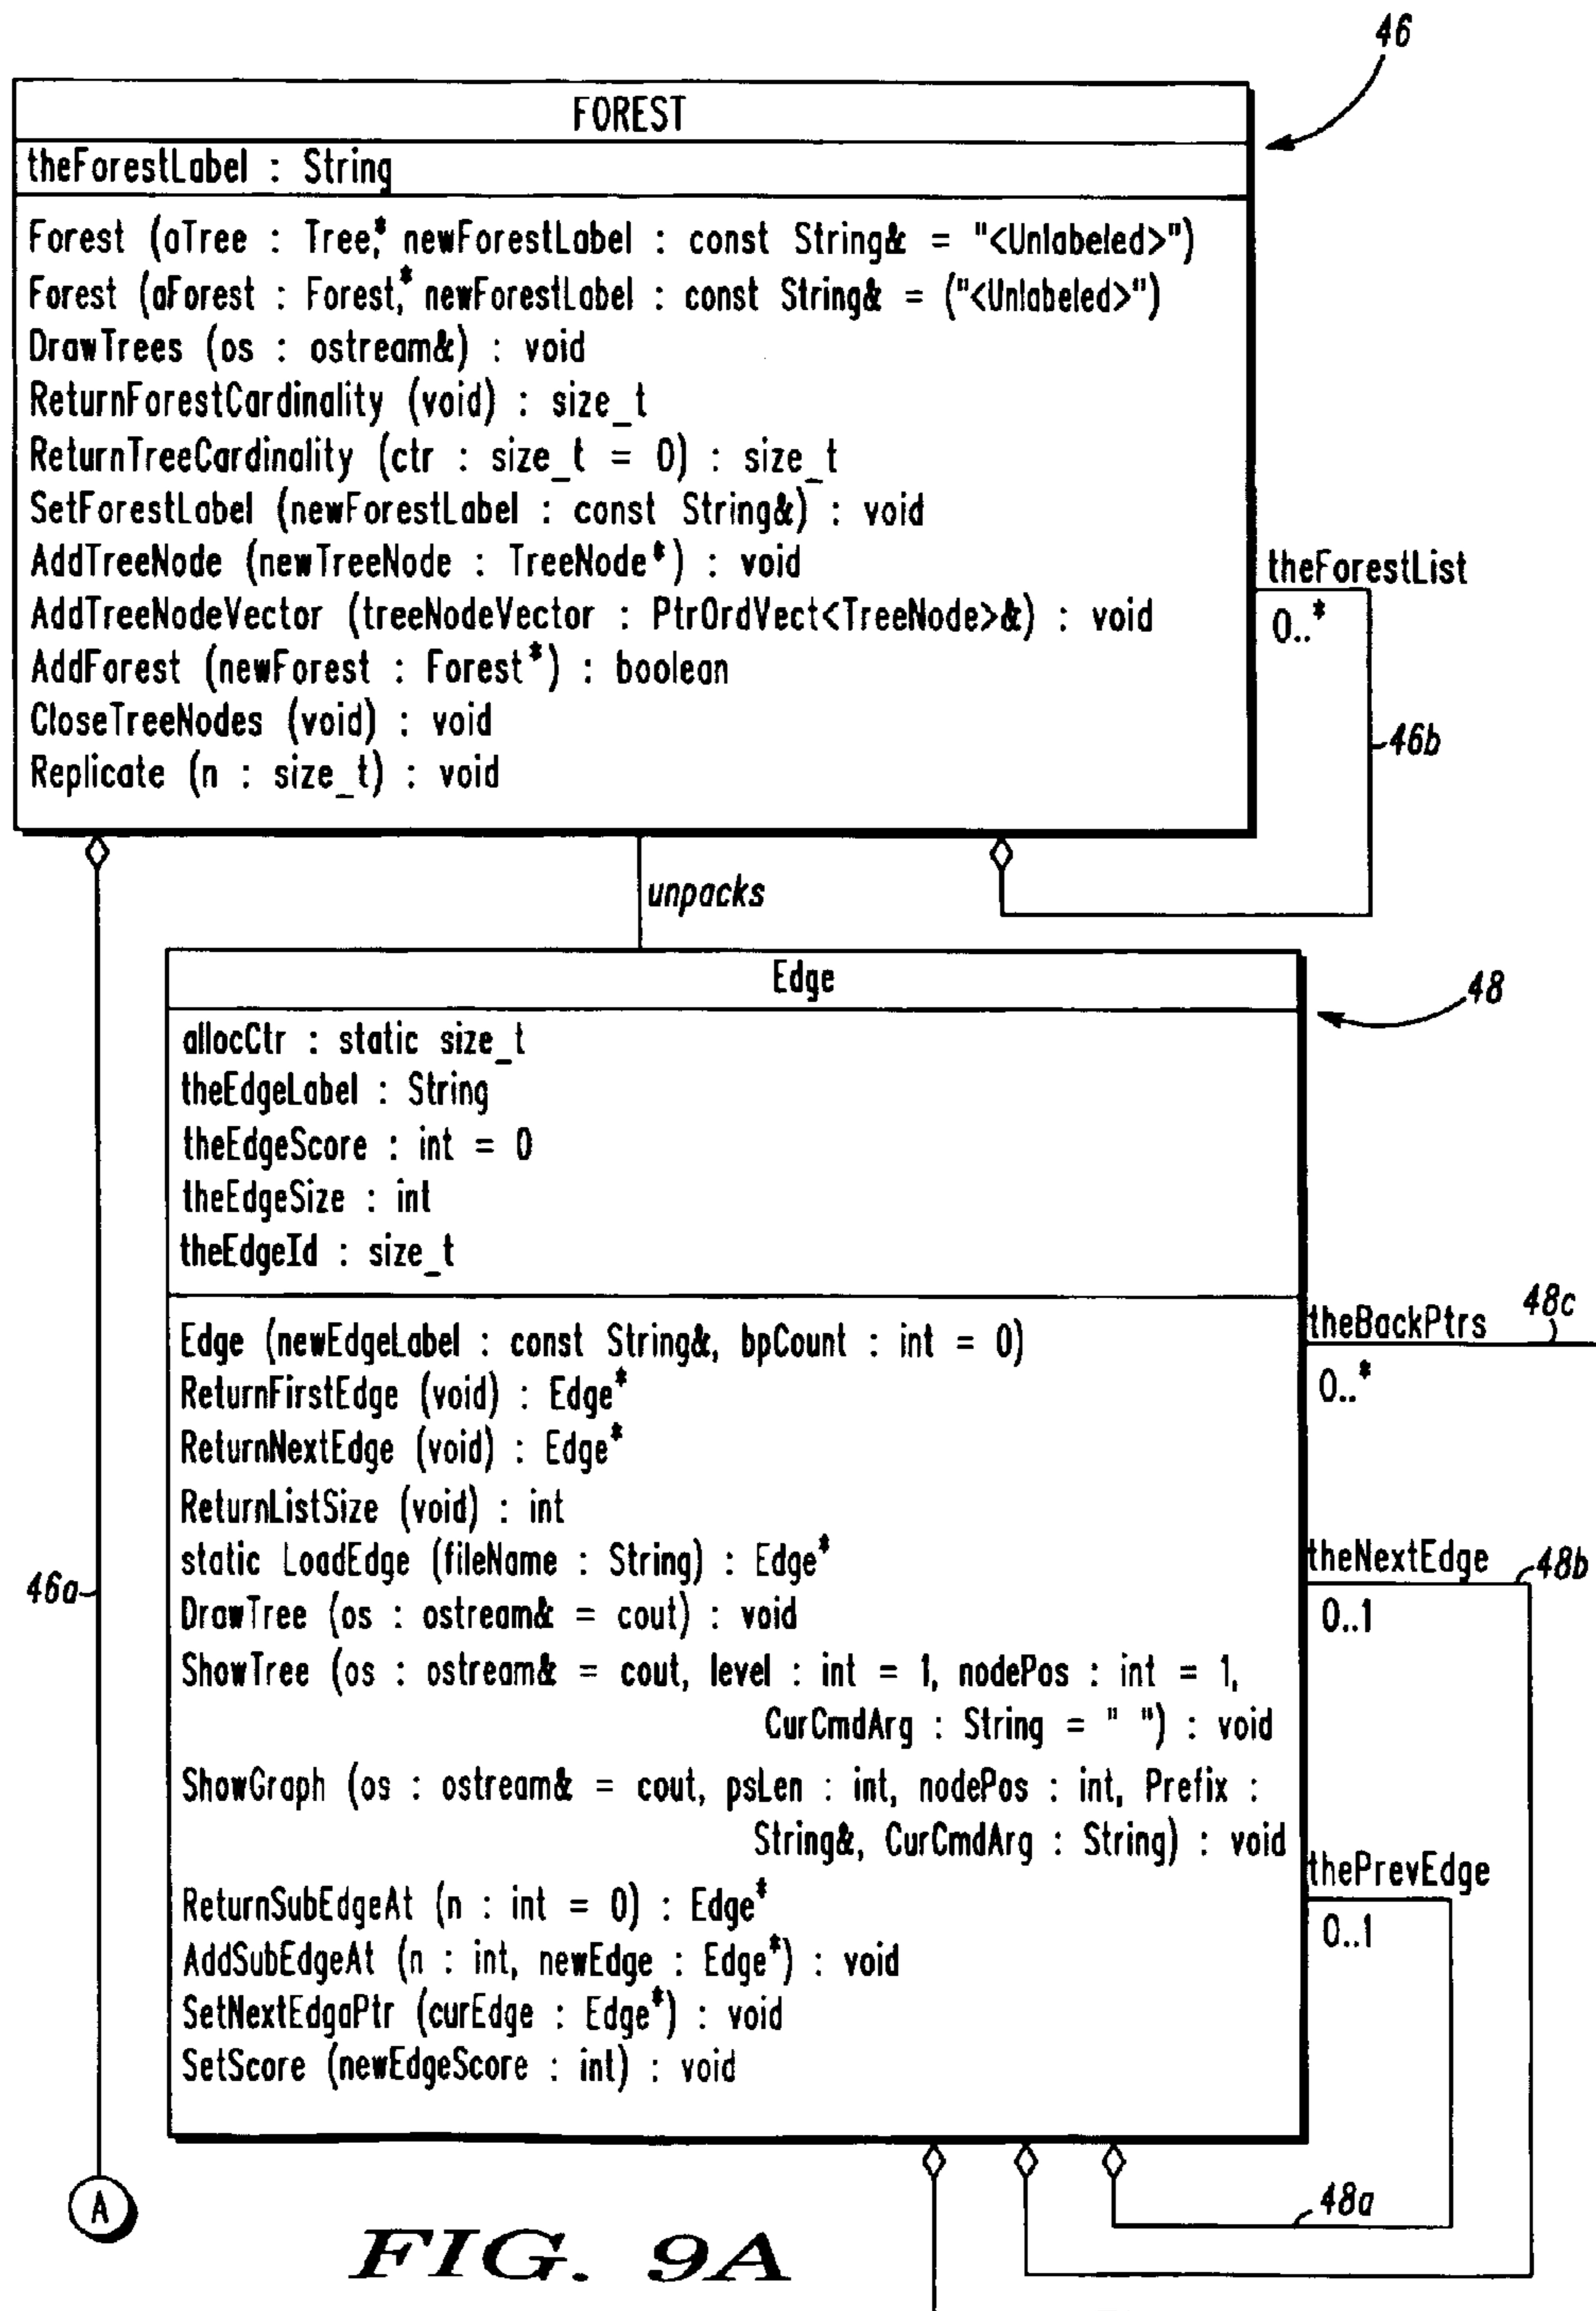 46
FOREST
theForestLabel : String
Forest (aTree : Tree,* newForestLabel : const String& = "<Unlabeled>")
Forest (aForest : Forest,* newForestLabel : const String& = ("<Unlabeled>")
DrawTrees (os : ostream&) : void
ReturnForestCardinality (void) : size_t
ReturnTreeCardinality (ctr : size_t = 0) : size_t
SetForestLabel (newForestLabel : const String&) : void
AddTreeNode (newTreeNode : TreeNode*) : void
AddTreeNodeVector (treeNodeVector : PtrOrdVect<TreeNode>&) : void
AddForest (newForest : Forest*) : boolean
CloseTreeNodes (void) : void
Replicate (n : size_t) : void
theForestList
0..*
46b
unpacks
Edge
48
allocCtr : static size_t
theEdgeLabel : String
theEdgeScore : int = 0
theEdgeSize : int
theEdgeId : size_t
Edge (newEdgeLabel : const String&, bpCount : int = 0)
ReturnFirstEdge (void) : Edge*
ReturnNextEdge (void) : Edge*
ReturnListSize (void) : int
static LoadEdge (fileName : String) : Edge*
DrawTree (os : ostream& = cout) : void
ShowTree (os : ostream& = cout, level : int = 1, nodePos : int = 1,
CurCmdArg : String = " ") : void
ShowGraph (os : ostream& = cout, psLen : int, nodePos : int, Prefix :
String&, CurCmdArg : String) : void
ReturnSubEdgeAt (n : int = 0) : Edge*
AddSubEdgeAt (n : int, newEdge : Edge*) : void
SetNextEdgaPtr (curEdge : Edge*) : void
SetScore (newEdgeScore : int) : void
theBackPtrs
48c
0..*
theNextEdge
48b
0..1
thePrevEdge
0..1
46a
48a
A
FIG. 9A